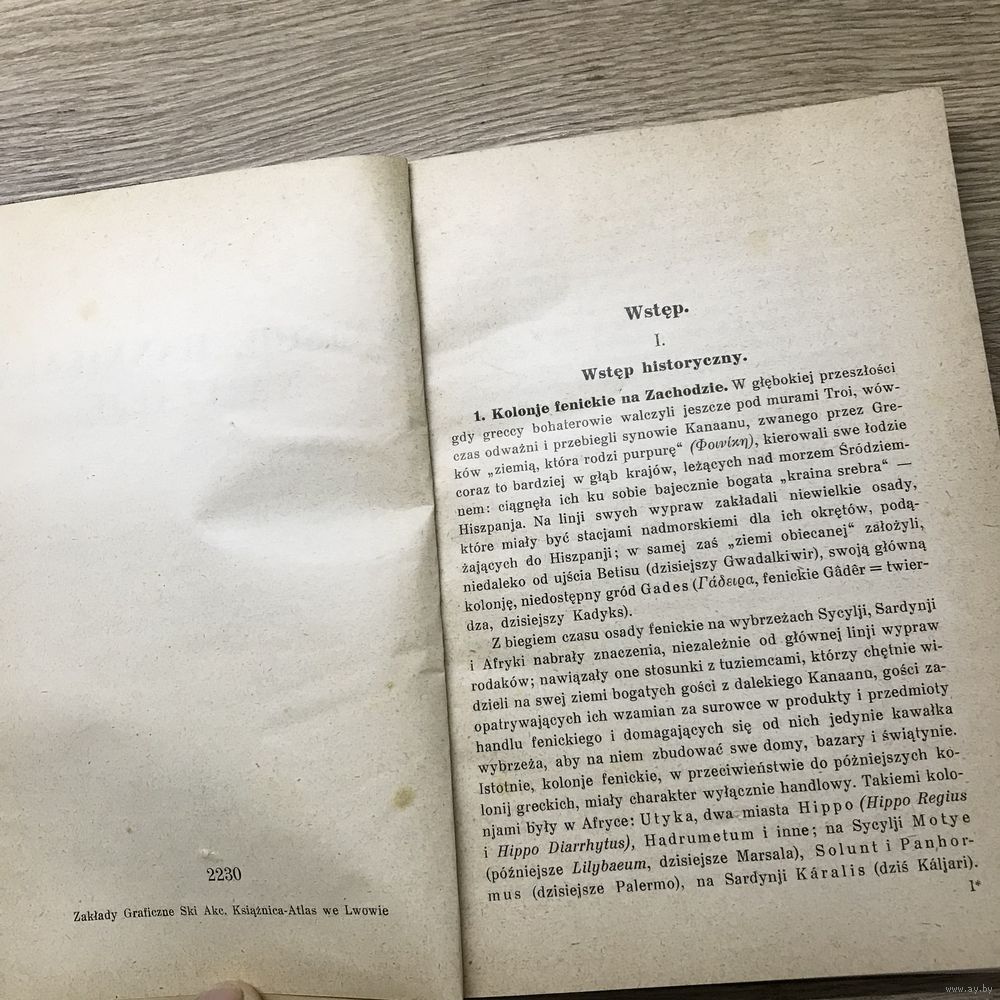 2230
Zakłady Graficzne Ski Akc. Książnica-Atlas we Lwowie
Wstęp.
I.
Wstęp historyczny.
1. Kolonje fenickie na Zachodzie. W głębokiej przeszłości
gdy greccy bohaterowie walczyli jeszcze pod murami Troi, wów-
czas odważni i przebiegli synowie Kanaanu, zwanego przez Gre-
ków „ziemią, która rodzi purpurę“ (Φοινίκη), kierowali swe łodzie
coraz to bardziej w głąb krajów, leżących nad morzem Śródziem-
nem: ciągnęła ich ku sobie bajecznie bogata „kraina srebra“ —
Hiszpanja. Na linji swych wypraw zakładali niewielkie osady,
które miały być stacjami nadmorskiemi dla ich okrętów, podą-
żających do Hiszpanji; w samej zaś „ziemi obiecanej“ założyli,
niedaleko od ujścia Betisu (dzisiejszy Gwadalkiwir), swoją główną
kolonję, niedostępny gród Gades (Γάδειρα, fenickie Gâdêr = twier-
dza, dzisiejszy Kadyks).
Z biegiem czasu osady fenickie na wybrzeżach Sycylji, Sardynji
i Afryki nabrały znaczenia, niezależnie od głównej linji wypraw
rodaków; nawiązały one stosunki z tuziemcami, którzy chętnie wi-
dzieli na swej ziemi bogatych gości z dalekiego Kanaanu, gości za-
opatrywających ich wzamian za surowce w produkty i przedmioty
handlu fenickiego i domagających się od nich jedynie kawałka
wybrzeża, aby na niem zbudować swe domy, bazary i świątynie.
Istotnie, kolonje fenickie, w przeciwieństwie do późniejszych ko-
lonij greckich, miały charakter wyłącznie handlowy. Takiemi kolo-
njami były w Afryce: Utyka, dwa miasta Hippo (Hippo Regius
i Hippo Diarrhytus), Hadrumetum i inne; na Sycylji Motye
(późniejsze Lilybaeum, dzisiejsze Marsala), Solunt i Panhor-
mus (dzisiejsze Palermo), na Sardynji Káralis (dziś Káljari).
1*
www.ay.by